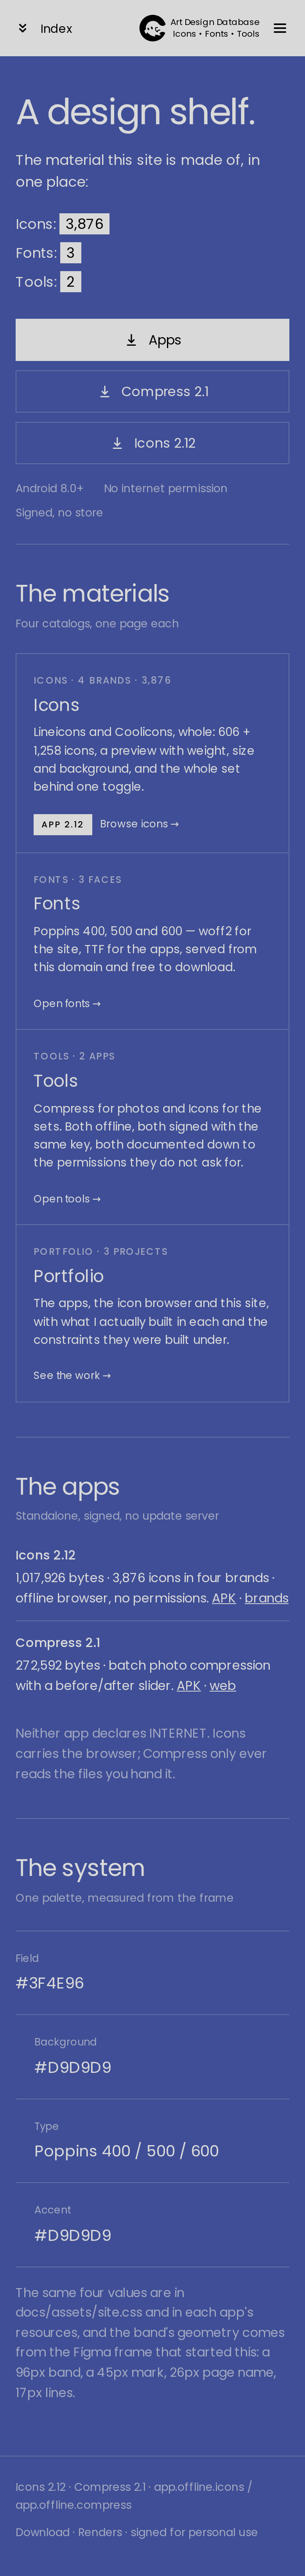 Index
Art Design Database
Icons • Fonts • Tools
A design shelf.
The material this site is made of, in
one place:
Icons: 3,876
Fonts: 3
Tools: 2
Apps
Compress 2.1
Icons 2.12
Android 8.0+ No internet permission
Signed, no store
The materials
Four catalogs, one page each
ICONS · 4 BRANDS · 3,876
Icons
Lineicons and Coolicons, whole: 606 +
1,258 icons, a preview with weight, size
and background, and the whole set
behind one toggle.
APP 2.12 Browse icons →
FONTS · 3 FACES
Fonts
Poppins 400, 500 and 600 — woff2 for
the site, TTF for the apps, served from
this domain and free to download.
Open fonts →
TOOLS · 2 APPS
Tools
Compress for photos and Icons for the
sets. Both offline, both signed with the
same key, both documented down to
the permissions they do not ask for.
Open tools →
PORTFOLIO · 3 PROJECTS
Portfolio
The apps, the icon browser and this site,
with what I actually built in each and the
constraints they were built under.
See the work →
The apps
Standalone, signed, no update server
Icons 2.12
1,017,926 bytes · 3,876 icons in four brands ·
offline browser, no permissions. APK · brands
Compress 2.1
272,592 bytes · batch photo compression
with a before/after slider. APK · web
Neither app declares INTERNET. Icons
carries the browser; Compress only ever
reads the files you hand it.
The system
One palette, measured from the frame
Field
#3F4E96
Background
#D9D9D9
Type
Poppins 400 / 500 / 600
Accent
#D9D9D9
The same four values are in
docs/assets/site.css and in each app's
resources, and the band's geometry comes
from the Figma frame that started this: a
96px band, a 45px mark, 26px page name,
17px lines.
Icons 2.12 · Compress 2.1 · app.offline.icons /
app.offline.compress
Download · Renders · signed for personal use